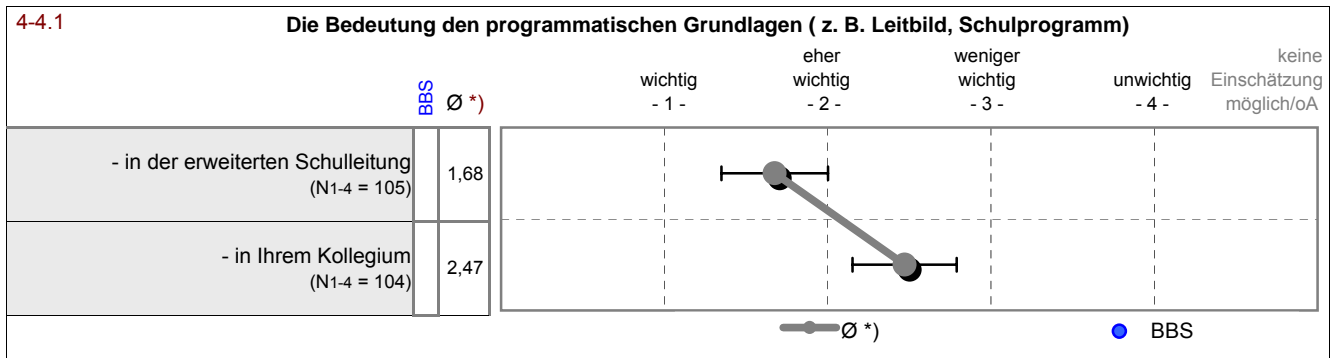 4-4.1
Die Bedeutung den programmatischen Grundlagen ( z. B. Leitbild, Schulprogramm)
BBS
Ø *)
wichtig
- 1 -
eher
wichtig
- 2 -
weniger
wichtig
- 3 -
unwichtig
- 4 -
keine
Einschätzung
möglich/oA
- in der erweiterten Schulleitung
(N1-4 = 105)
1,68
- in Ihrem Kollegium
(N1-4 = 104)
2,47
Ø *)
BBS